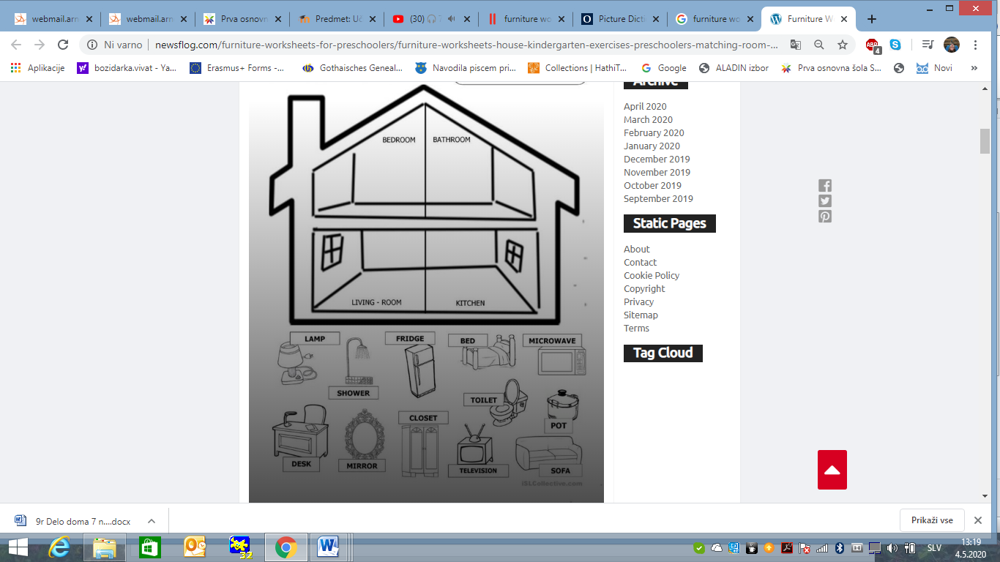 webmail.arn
webmail.arn
Prva osnovn
Predmet: Uč
(30)
furniture wo
Picture Dicti
furniture wo
Furniture W
Ni varno
newsflog.com/furniture-worksheets-for-preschoolers/furniture-worksheets-house-kindergarten-exercises-preschoolers-matching-room-...
ABP
4
Aplikacije
bozidarka.vivat - Ya...
Erasmus+ Forms -...
Gothaisches Geneal...
Navodila piscem pri...
Collections | HathiT...
Google
ALADIN izbor
Prva osnovna šola S...
Novi
»
BEDROOM
BATHROOM
LIVING - ROOM
KITCHEN
LAMP
FRIDGE
BED
MICROWAVE
SHOWER
TOILET
CLOSET
POT
DESK
MIRROR
TELEVISION
SOFA
iSLCollective.com
Archive
April 2020
March 2020
February 2020
January 2020
December 2019
November 2019
October 2019
September 2019
Static Pages
About
Contact
Cookie Policy
Copyright
Privacy
Sitemap
Terms
Tag Cloud
9r Delo doma 7 n....docx
Prikaži vse
32
SLV
13:19
4.5.2020